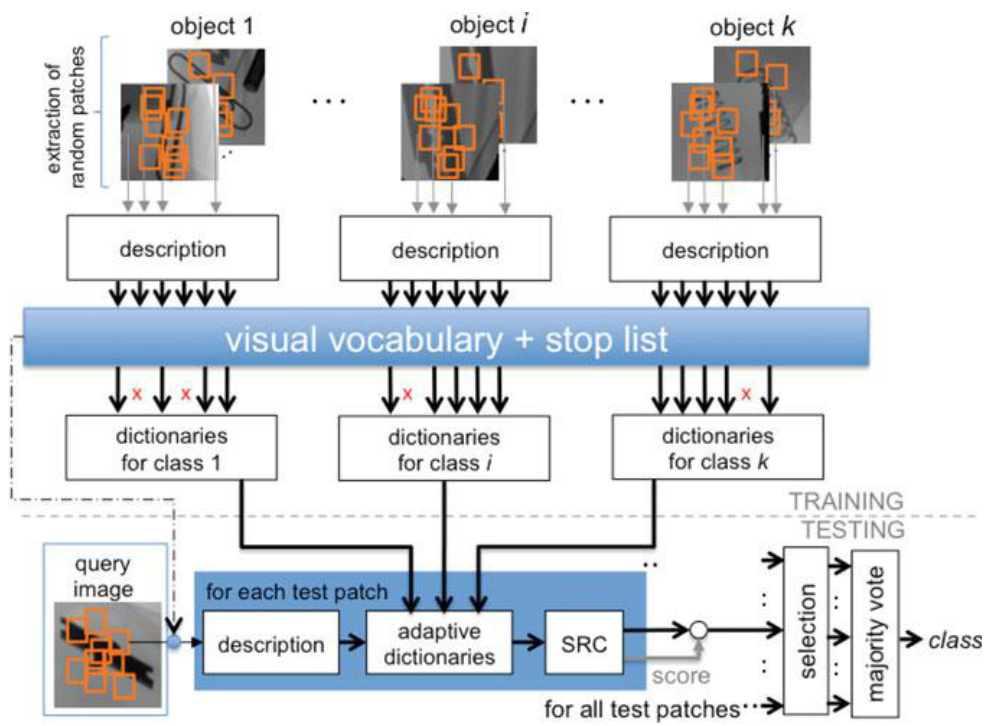 object 1
object i
object k
extraction of
random patches
...
...
description
description
description
visual vocabulary + stop list
x
x
x
x
dictionaries
for class 1
dictionaries
for class i
dictionaries
for class k
TRAINING
TESTING
query
image
for each test patch
description
adaptive
dictionaries
SRC
score
for all test patches
selection
majority vote
class